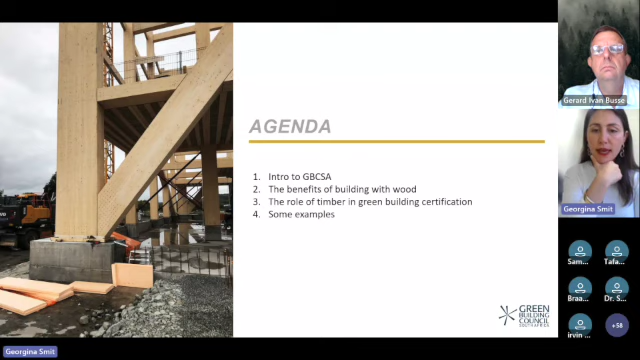 AGENDA
1. Intro to GBCSA
2. The benefits of building with wood
3. The role of timber in green building certification
4. Some examples
GREEN
BUILDING
COUNCIL
SOUTH AFRICA
Gerard Ivan Busse
Georgina Smit
Sam...
Tafa...
Braa...
Dr. S...
irvin ...
+58
Georgina Smit